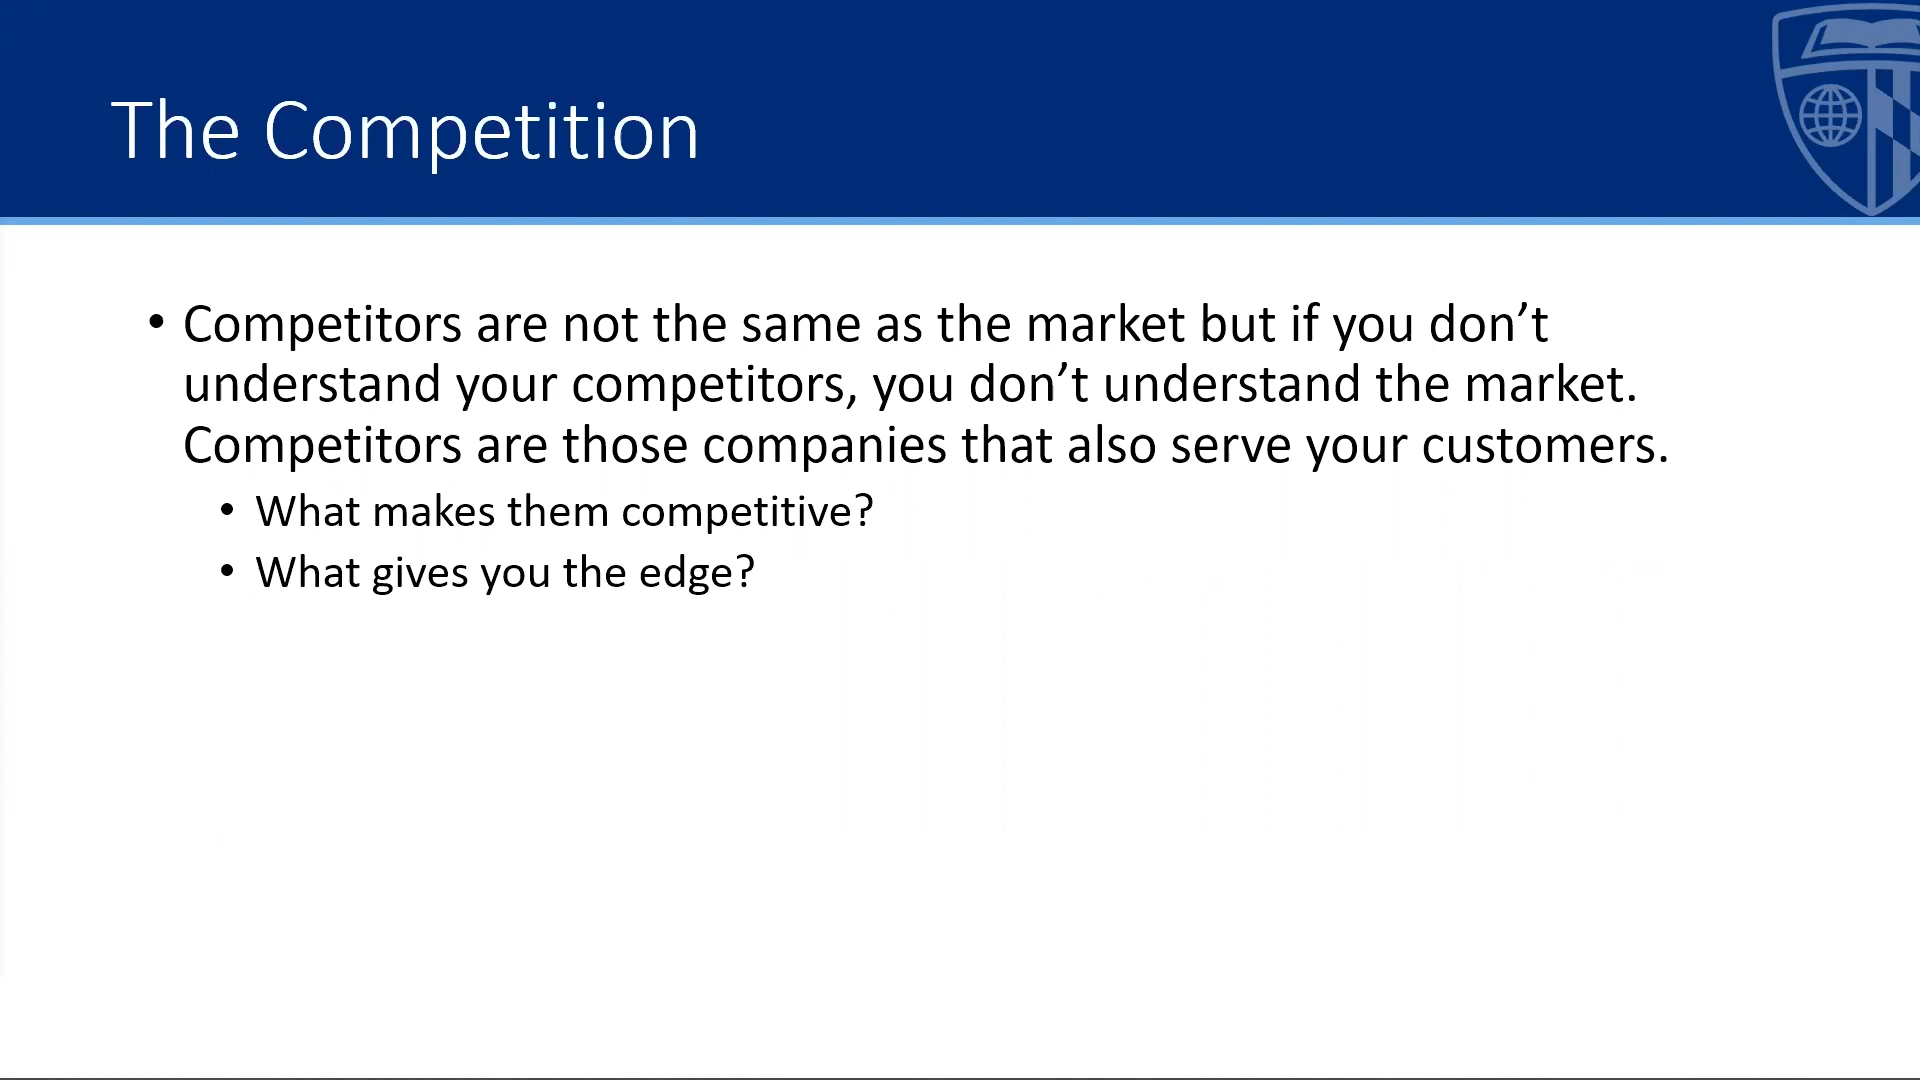 The Competition
• Competitors are not the same as the market but if you don’t
understand your competitors, you don’t understand the market.
Competitors are those companies that also serve your customers.
• What makes them competitive?
• What gives you the edge?